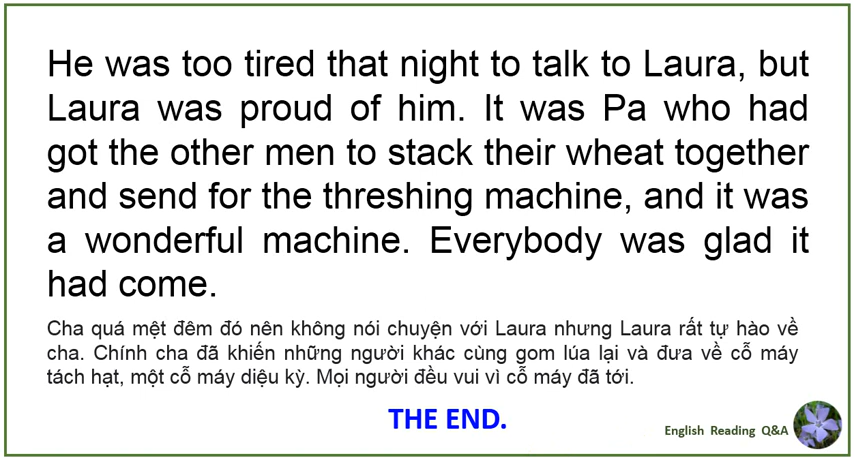 He was too tired that night to talk to Laura, but
Laura was proud of him. It was Pa who had
got the other men to stack their wheat together
and send for the threshing machine, and it was
a wonderful machine. Everybody was glad it
had come.
Cha quá mệt đêm đó nên không nói chuyện với Laura nhưng Laura rất tự hào về
cha. Chính cha đã khiến những người khác cùng gom lúa lại và đưa về cỗ máy
tách hạt, một cỗ máy diệu kỳ. Mọi người đều vui vì cỗ máy đã tới.
THE END.
English Reading Q&A